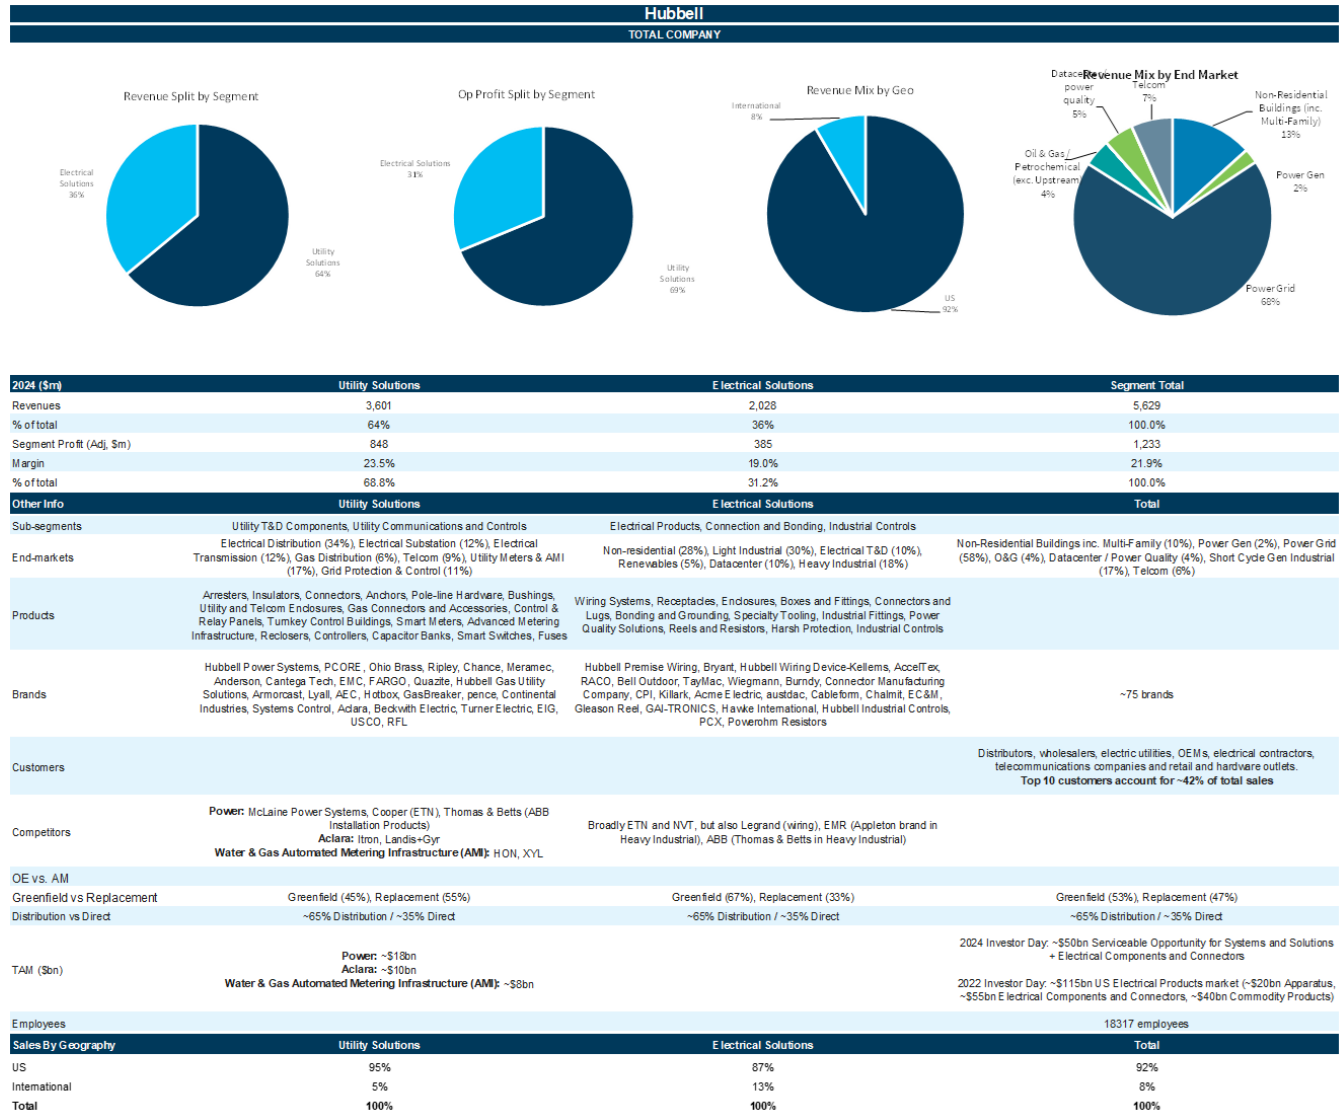 Hubbell
TOTAL COMPANY
Revenue Split by Segment
Electrical
Solutions
36%
Utility
Solutions
64%
Op Profit Split by Segment
Electrical Solutions
31%
Utility
Solutions
69%
Revenue Mix by Geo
International
8%
US
92%
Revenue Mix by End Market
Datacenter/
power
quality
5%
Telcom
7%
Non-Residential
Buildings (inc.
Multi-Family)
13%
Oil & Gas /
Petrochemical
(exc. Upstream)
4%
Power Gen
2%
Power Grid
68%
2024 ($m) Utility Solutions Electrical Solutions Segment Total
Revenues 3,601 2,028 5,629
% of total 64% 36% 100.0%
Segment Profit (Adj, $m) 848 385 1,233
Margin 23.5% 19.0% 21.9%
% of total 68.8% 31.2% 100.0%
Other Info Utility Solutions Electrical Solutions Total
Sub-segments Utility T&D Components, Utility Communications and Controls Electrical Products, Connection and Bonding, Industrial Controls
End-markets
Electrical Distribution (34%), Electrical Substation (12%), Electrical
Transmission (12%), Gas Distribution (6%), Telcom (9%), Utility Meters & AMI
(17%), Grid Protection & Control (11%)
Non-residential (28%), Light Industrial (30%), Electrical T&D (10%),
Renewables (5%), Datacenter (10%), Heavy Industrial (18%)
Non-Residential Buildings inc. Multi-Family (10%), Power Gen (2%), Power Grid
(58%), O&G (4%), Datacenter / Power Quality (4%), Short Cycle Gen Industrial
(17%), Telcom (6%)
Products
Arresters, Insulators, Connectors, Anchors, Pole-line Hardware, Bushings,
Utility and Telcom Enclosures, Gas Connectors and Accessories, Control &
Relay Panels, Turnkey Control Buildings, Smart Meters, Advanced Metering
Infrastructure, Reclosers, Controllers, Capacitor Banks, Smart Switches, Fuses
Wiring Systems, Receptacles, Enclosures, Boxes and Fittings, Connectors and
Lugs, Bonding and Grounding, Specialty Tooling, Industrial Fittings, Power
Quality Solutions, Reels and Resistors, Harsh Protection, Industrial Controls
Brands
Hubbell Power Systems, PCORE, Ohio Brass, Ripley, Chance, Meramec,
Anderson, Cantega Tech, EMC, FARGO, Quazite, Hubbell Gas Utility
Solutions, Armorcast, Lyall, AEC, Hotbox, GasBreaker, pence, Continental
Industries, Systems Control, Aclara, Beckwith Electric, Turner Electric, EIG,
USCO, RFL
Hubbell Premise Wiring, Bryant, Hubbell Wiring Device-Kellems, AccelTex,
RACO, Bell Outdoor, TayMac, Wiegmann, Burndy, Connector Manufacturing
Company, CPI, Killark, Acme Electric, austdac, Cableform, Chalmit, EC&M,
Gleason Reel, GAI-TRONICS, Hawke International, Hubbell Industrial Controls,
PCX, Powerohm Resistors
~75 brands
Customers
Distributors, wholesalers, electric utilities, OEMs, electrical contractors,
telecommunications companies and retail and hardware outlets.
Top 10 customers account for ~42% of total sales
Competitors
Power: McLaine Power Systems, Cooper (ETN), Thomas & Betts (ABB
Installation Products)
Aclara: Itron, Landis+Gyr
Water & Gas Automated Metering Infrastructure (AMI): HON, XYL
Broadly ETN and NVT, but also Legrand (wiring), EMR (Appleton brand in
Heavy Industrial), ABB (Thomas & Betts in Heavy Industrial)
OE vs. AM
Greenfield vs Replacement Greenfield (45%), Replacement (55%) Greenfield (67%), Replacement (33%) Greenfield (53%), Replacement (47%)
Distribution vs Direct ~65% Distribution / ~35% Direct ~65% Distribution / ~35% Direct ~65% Distribution / ~35% Direct
TAM ($bn)
Power: ~$18bn
Aclara: ~$10bn
Water & Gas Automated Metering Infrastructure (AMI): ~$8bn
2024 Investor Day: ~$50bn Serviceable Opportunity for Systems and Solutions
+ Electrical Components and Connectors
2022 Investor Day: ~$115bn US Electrical Products market (~$20bn Apparatus,
~$55bn Electrical Components and Connectors, ~$40bn Commodity Products)
Employees 18317 employees
Sales By Geography Utility Solutions Electrical Solutions Total
US 95% 87% 92%
International 5% 13% 8%
Total 100% 100% 100%